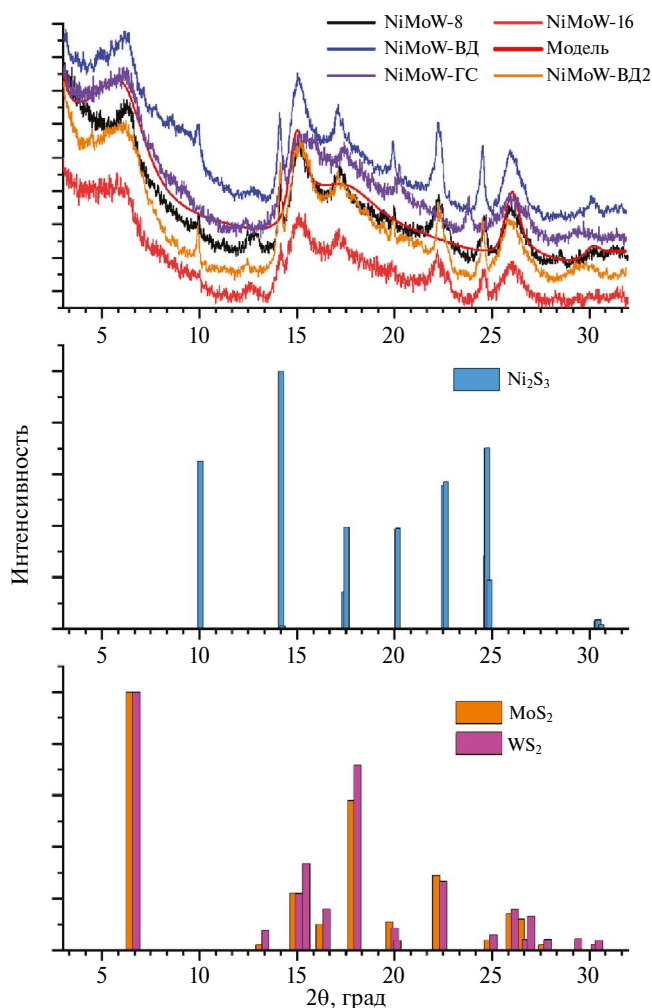 NiMoW-8 NiMoW-16
NiMoW-ВД Модель
NiMoW-ГС NiMoW-ВД2
5 10 15 20 25 30
Ni₂S₃
5 10 15 20 25 30
Интенсивность
MoS₂
WS₂
5 10 15 20 25 30
2θ, град